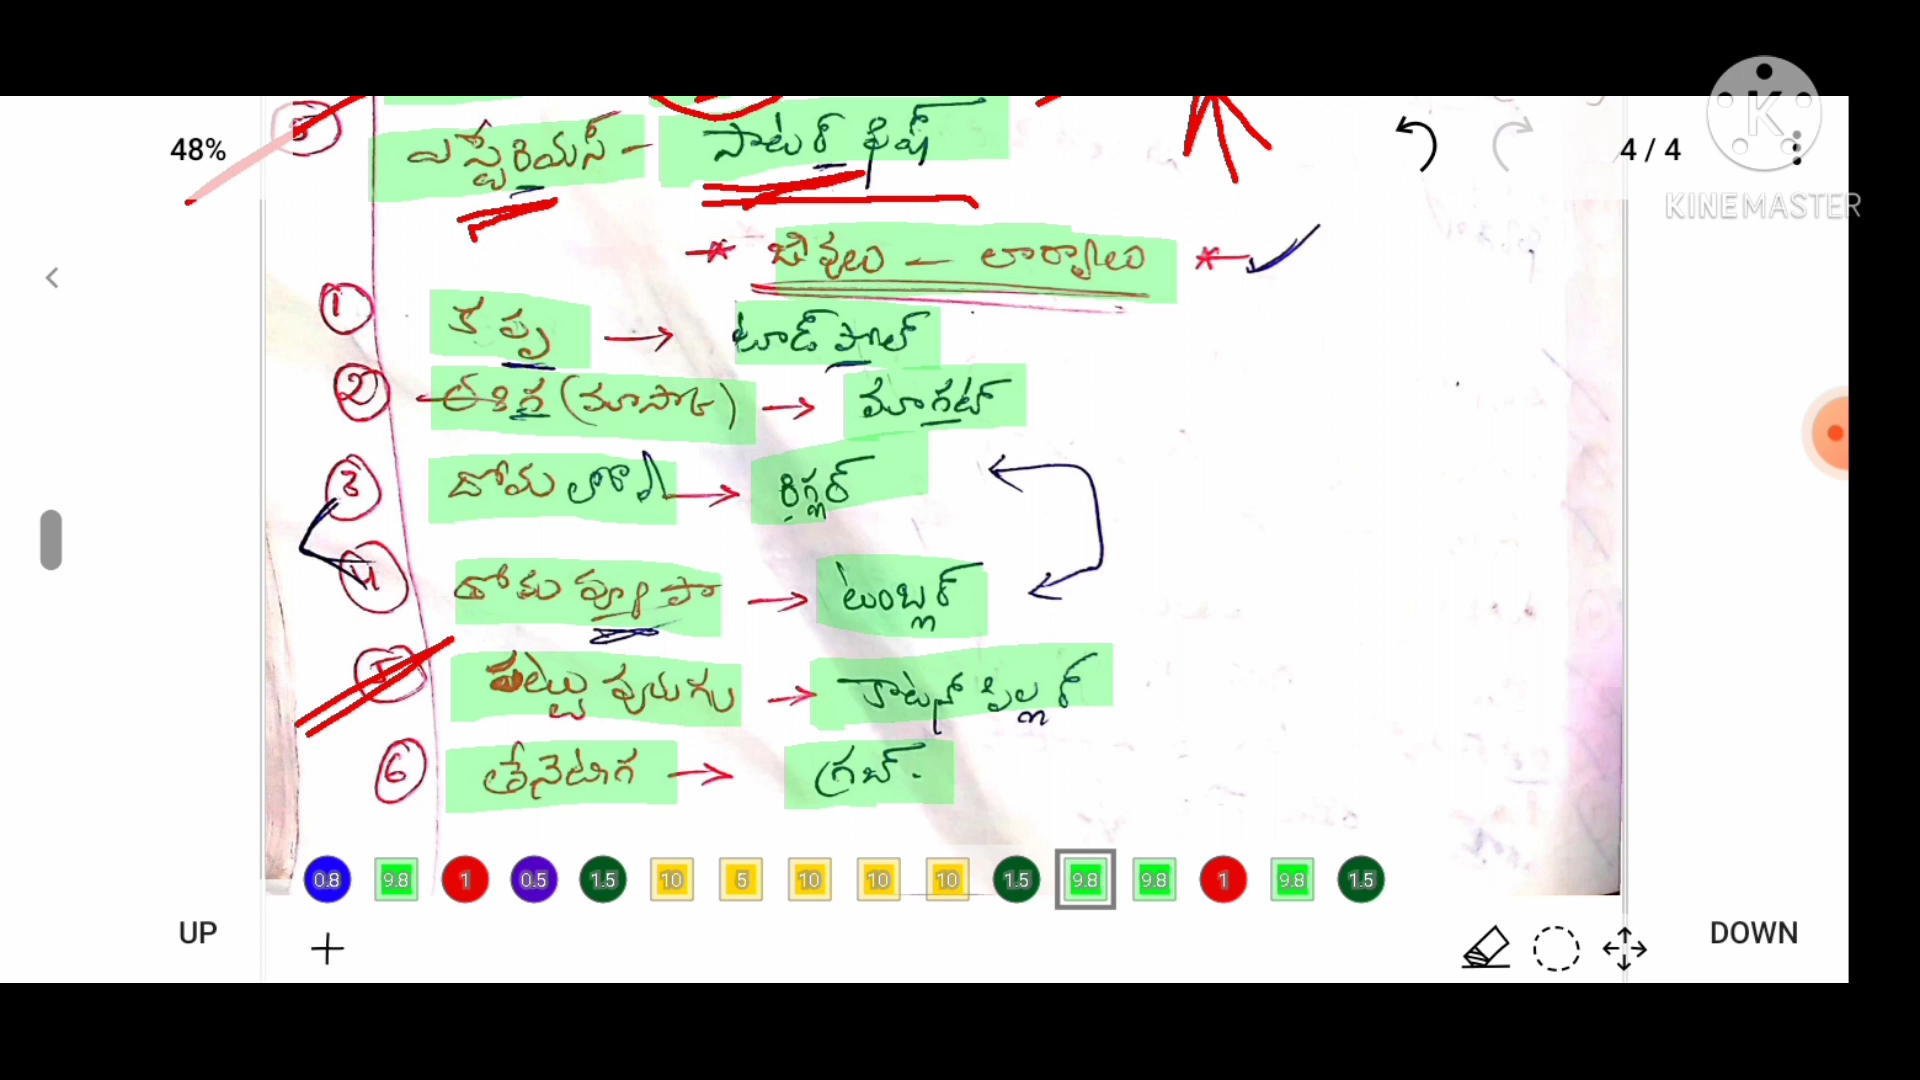 48%
4 / 4
KINEMASTER
5 ఎస్టేరియస్ - స్టార్ ఫిష్
* జీవులు - లార్వాలు *
1 కప్ప → టాడ్ పోల్
2 ఈగ (మూస్కా) → మాగట్
3 దోమ లార్వా → రిగ్లర్
4 దోమ ప్యూపా → టంబ్లర్
5 పట్టు పురుగు → కాటర్ పిల్లర్
6 తేనెటీగ → గ్రబ్.
0.8 9.8 1 0.5 1.5 10 5 10 10 10 1.5 9.8 9.8 1 9.8 1.5
UP + DOWN